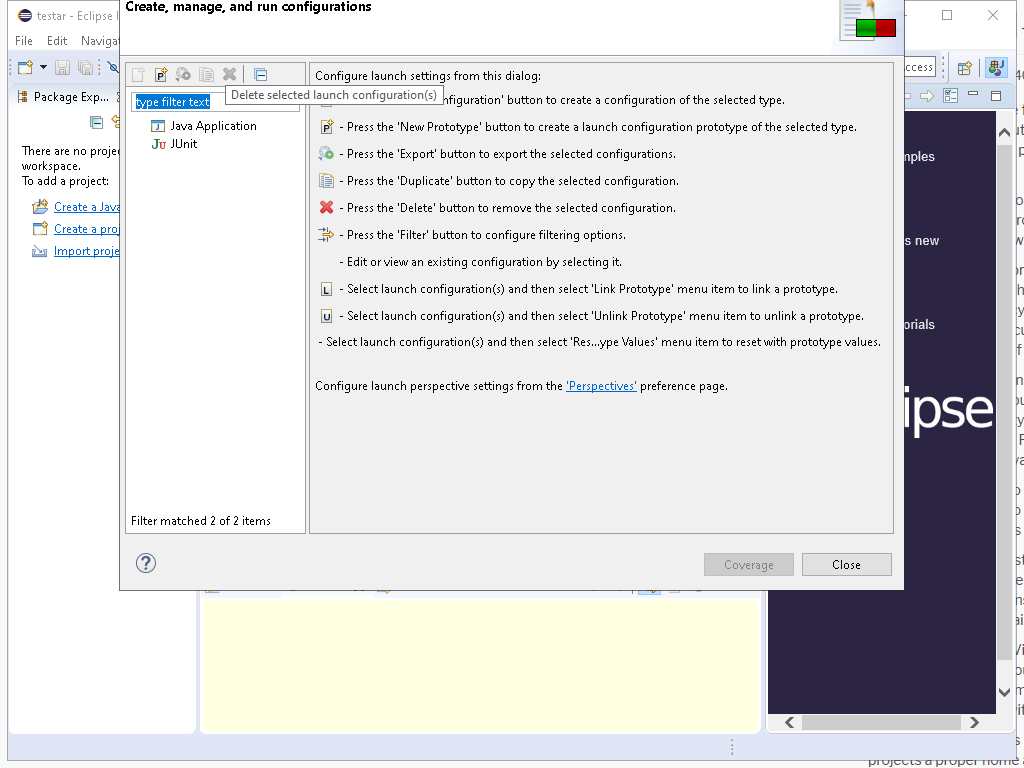 Create, manage, and run configurations
testar - Eclipse I
File Edit Naviga
Configure launch settings from this dialog:
Delete selected launch configuration(s)
type filter text
figuration' button to create a configuration of the selected type.
Java Application
JUnit
P - Press the 'New Prototype' button to create a launch configuration prototype of the selected type.
- Press the 'Export' button to export the selected configurations.
- Press the 'Duplicate' button to copy the selected configuration.
- Press the 'Delete' button to remove the selected configuration.
- Press the 'Filter' button to configure filtering options.
- Edit or view an existing configuration by selecting it.
L - Select launch configuration(s) and then select 'Link Prototype' menu item to link a prototype.
U - Select launch configuration(s) and then select 'Unlink Prototype' menu item to unlink a prototype.
- Select launch configuration(s) and then select 'Res...ype Values' menu item to reset with prototype values.
Configure launch perspective settings from the 'Perspectives' preference page.
Filter matched 2 of 2 items
Coverage
Close
Package Exp...
There are no proje
workspace.
To add a project:
Create a Java
Create a proj
Import proje
ccess
mples
s new
orials
ipse
projects a proper home a